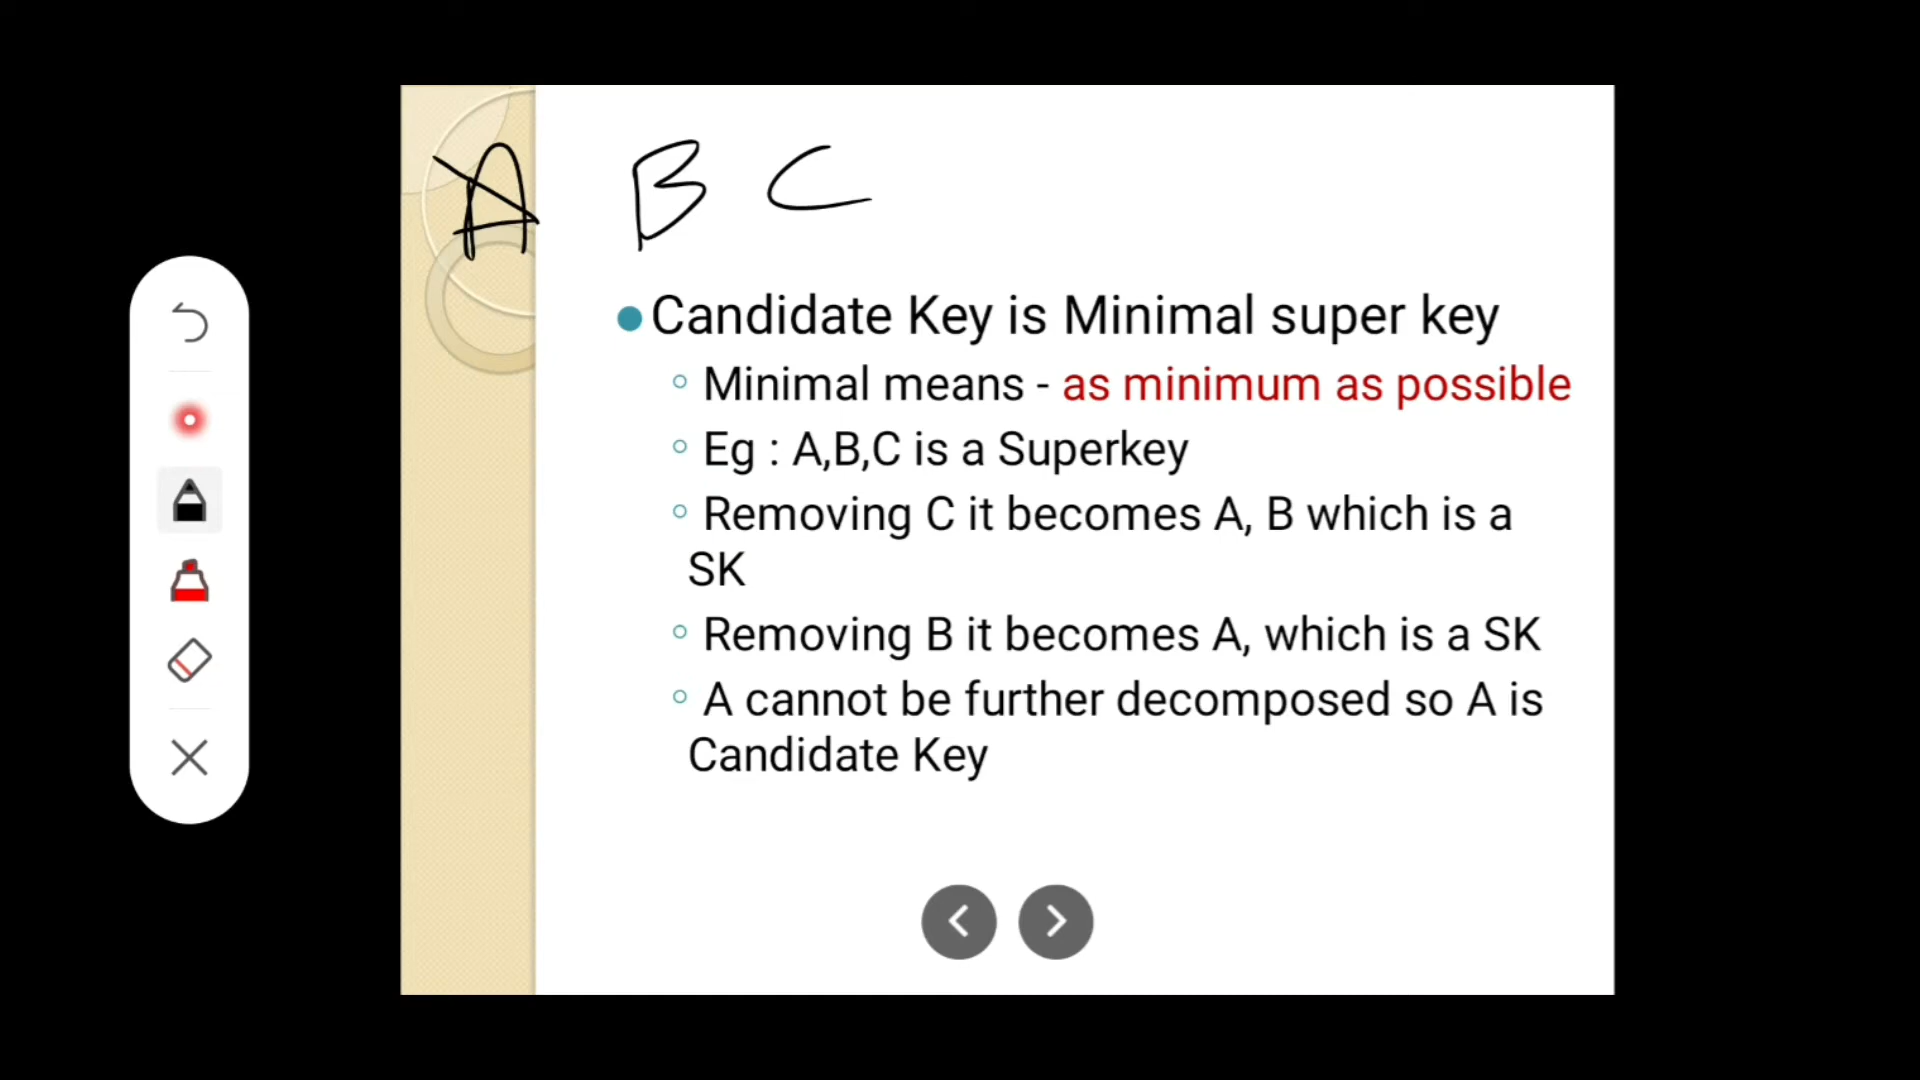 A B C
Candidate Key is Minimal super key
Minimal means - as minimum as possible
Eg : A,B,C is a Superkey
Removing C it becomes A, B which is a
SK
Removing B it becomes A, which is a SK
A cannot be further decomposed so A is
Candidate Key